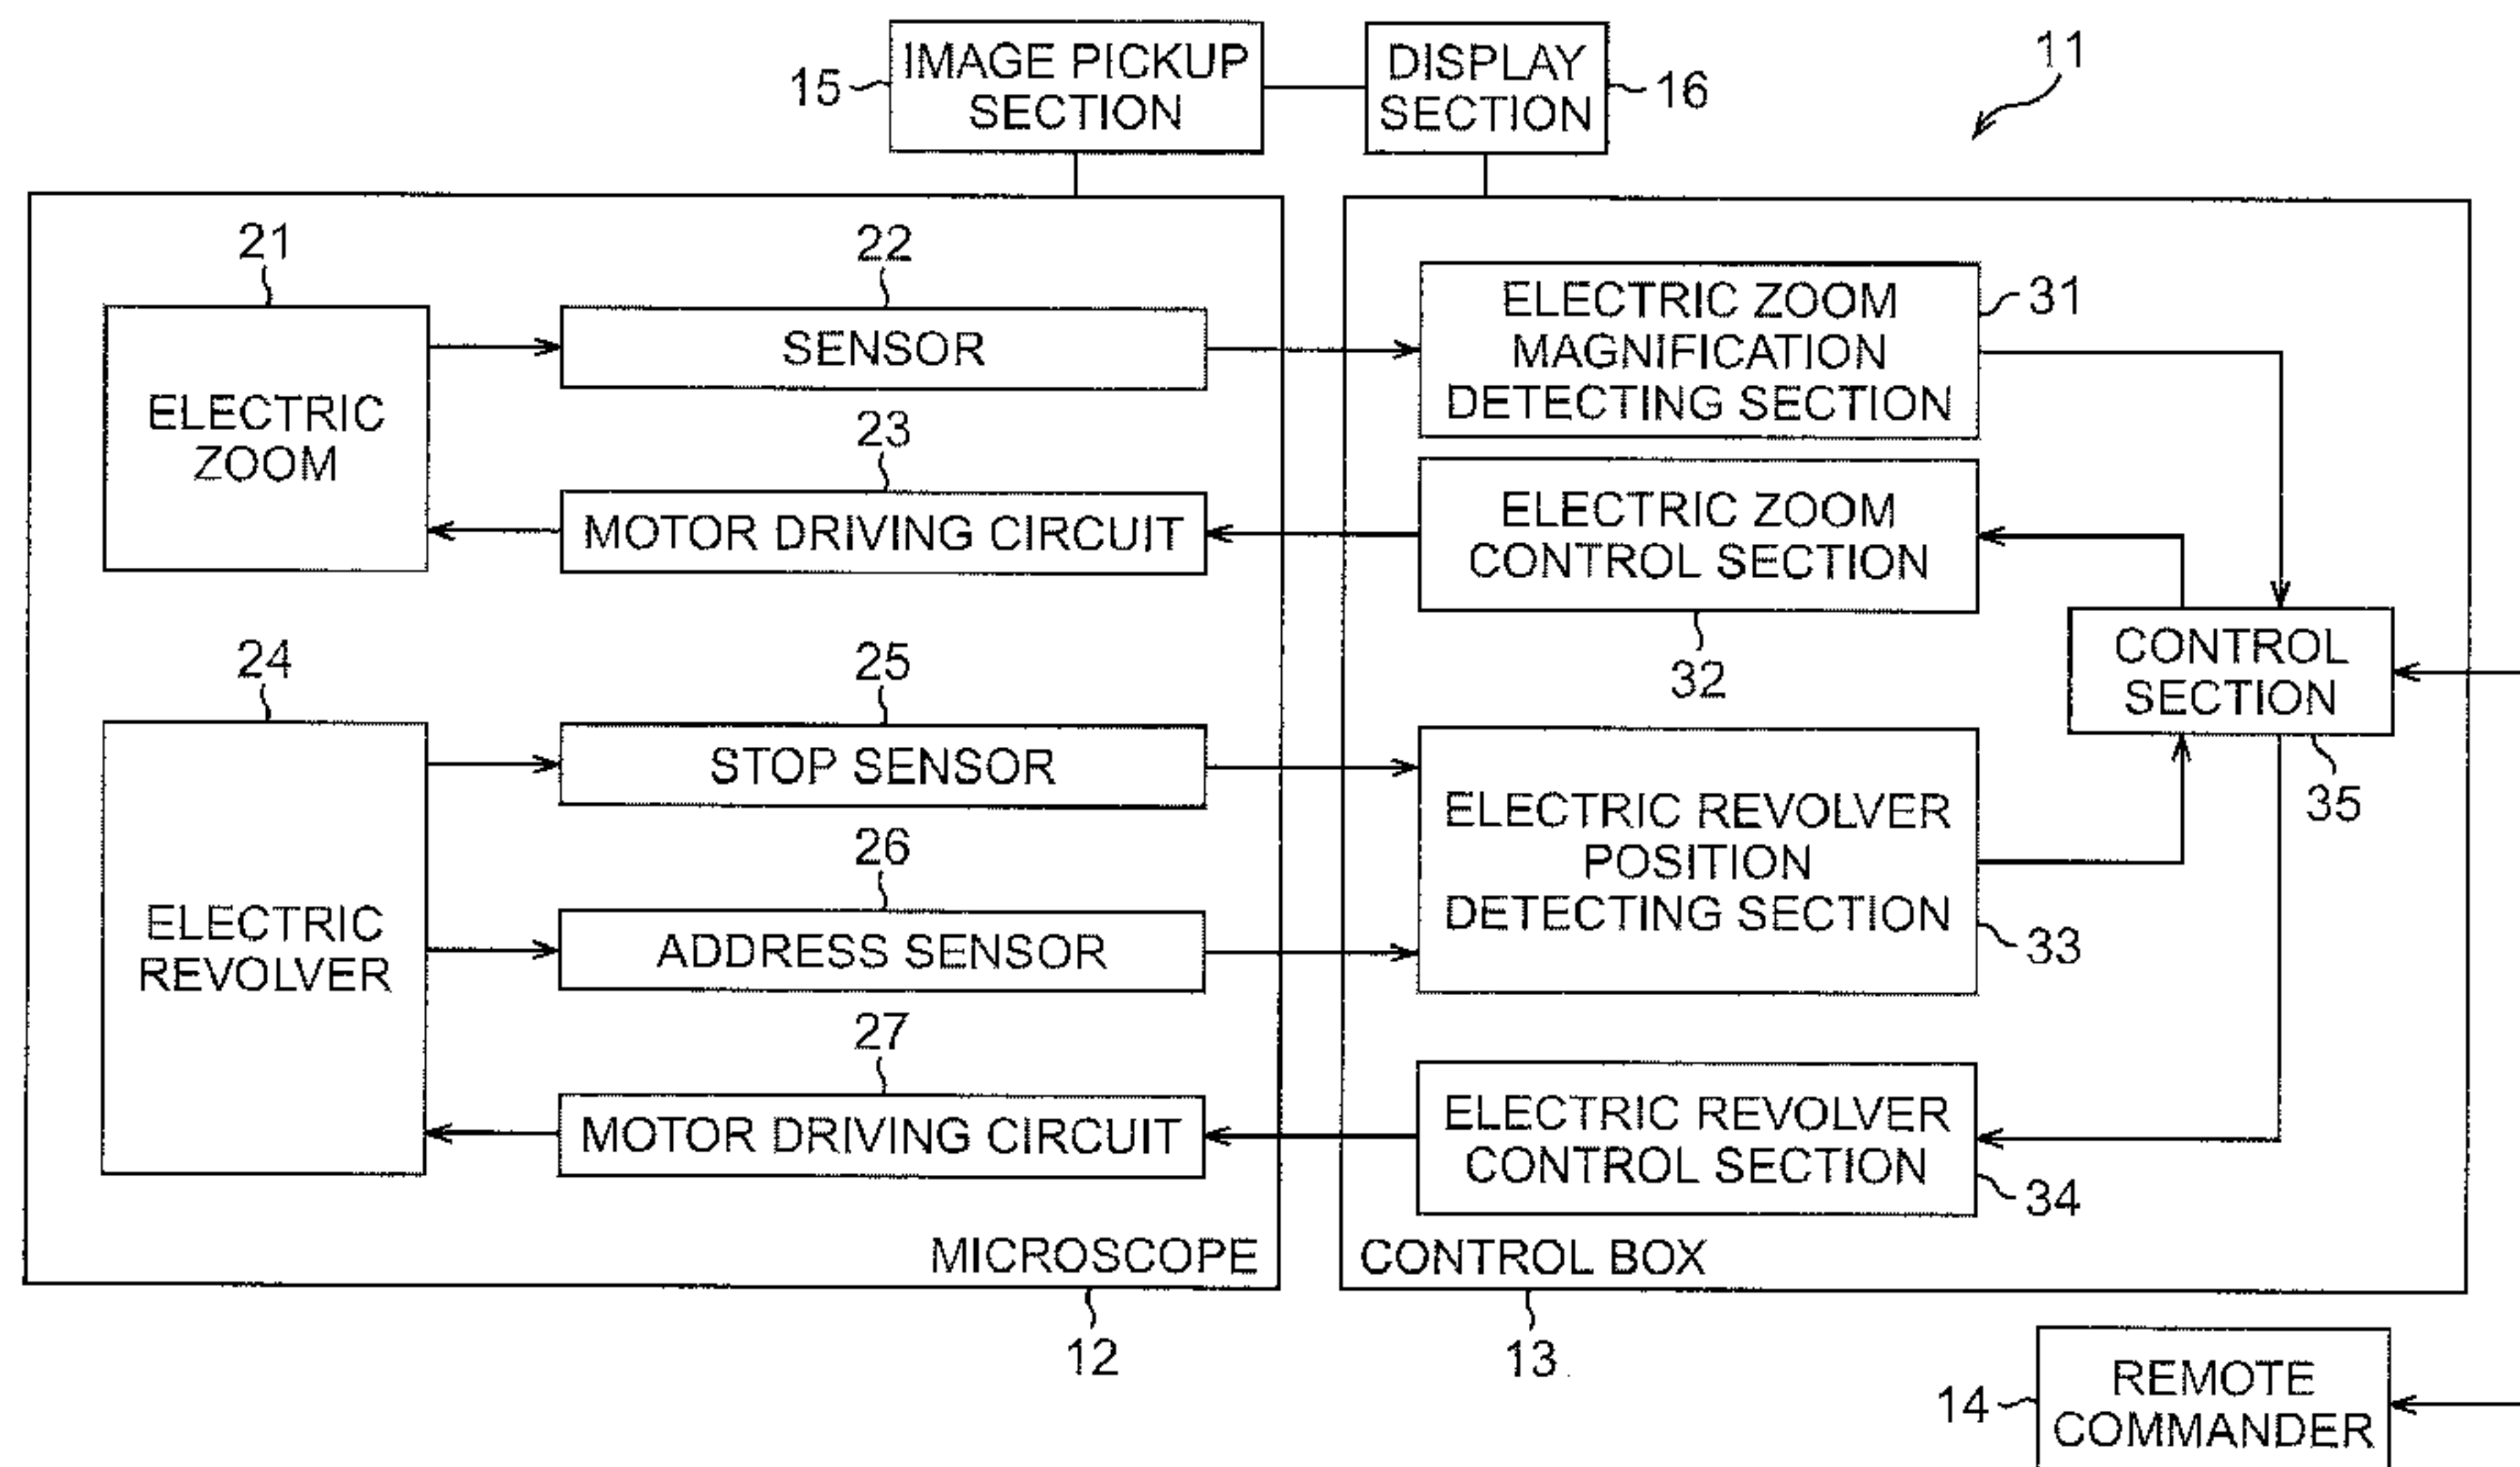 IMAGE PICKUP
SECTION
15
DISPLAY
SECTION
16
11
21
22
ELECTRIC
ZOOM
SENSOR
23
MOTOR DRIVING CIRCUIT
ELECTRIC ZOOM
MAGNIFICATION
DETECTING SECTION
31
ELECTRIC ZOOM
CONTROL SECTION
32
CONTROL
SECTION
35
24
25
ELECTRIC
REVOLVER
STOP SENSOR
26
ADDRESS SENSOR
27
MOTOR DRIVING CIRCUIT
ELECTRIC REVOLVER
POSITION
DETECTING SECTION
33
ELECTRIC REVOLVER
CONTROL SECTION
34
MICROSCOPE
CONTROL BOX
12
13
14
REMOTE
COMMANDER